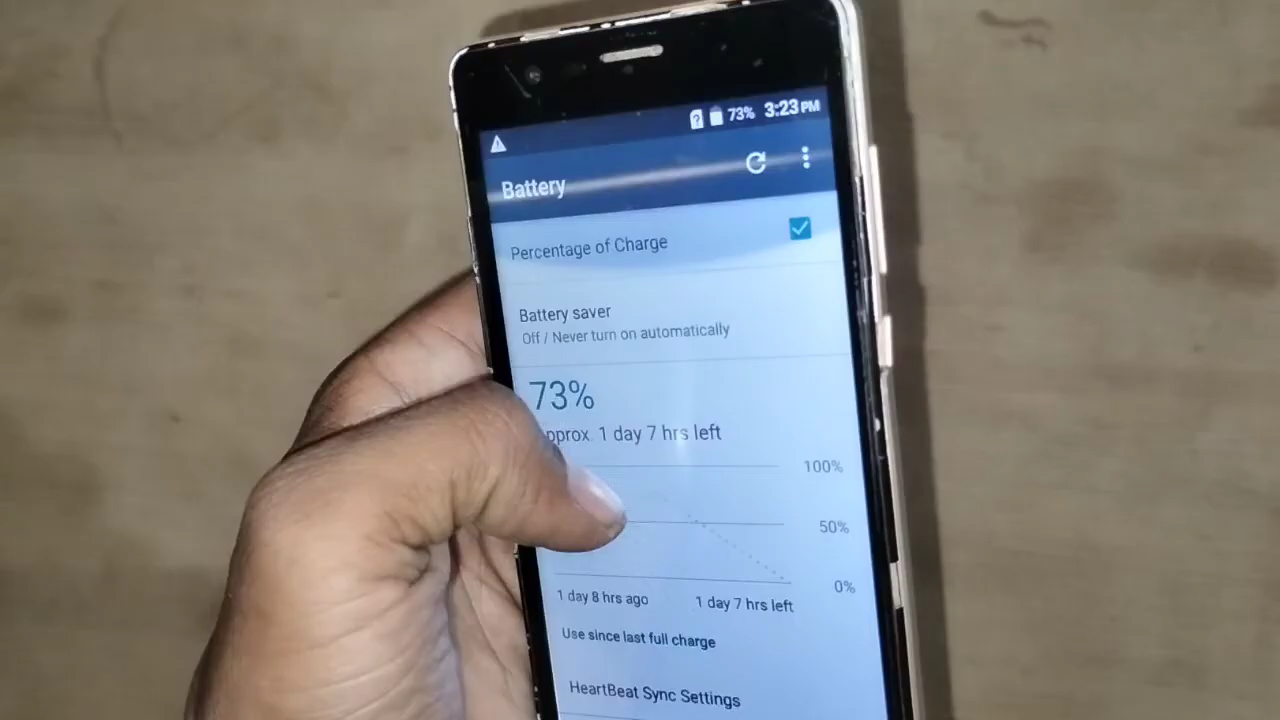 73% 3:23PM
Battery
Percentage of Charge
Battery saver
Off / Never turn on automatically
73%
pprox. 1 day 7 hrs left
100%
50%
0%
1 day 8 hrs ago 1 day 7 hrs left
Use since last full charge
HeartBeat Sync Settings